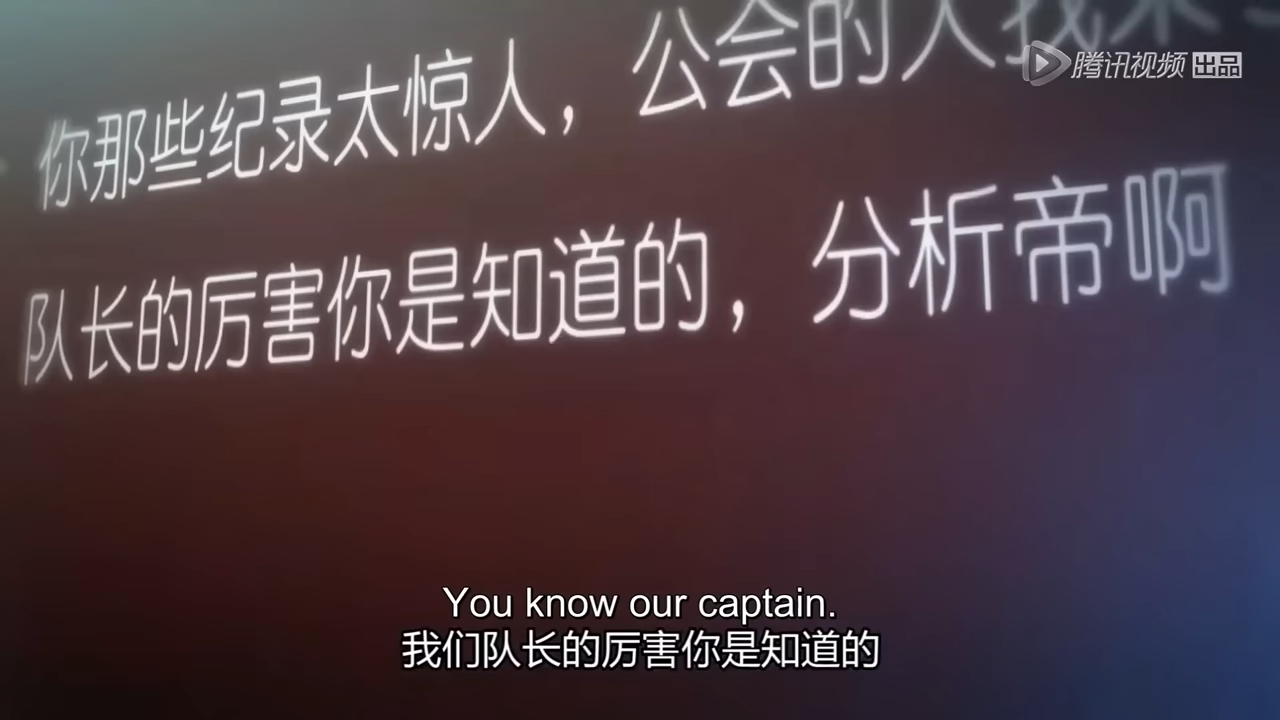 腾讯视频 出品
你那些纪录太惊人，公会的人找来
队长的厉害你是知道的，分析帝啊
You know our captain.
我们队长的厉害你是知道的